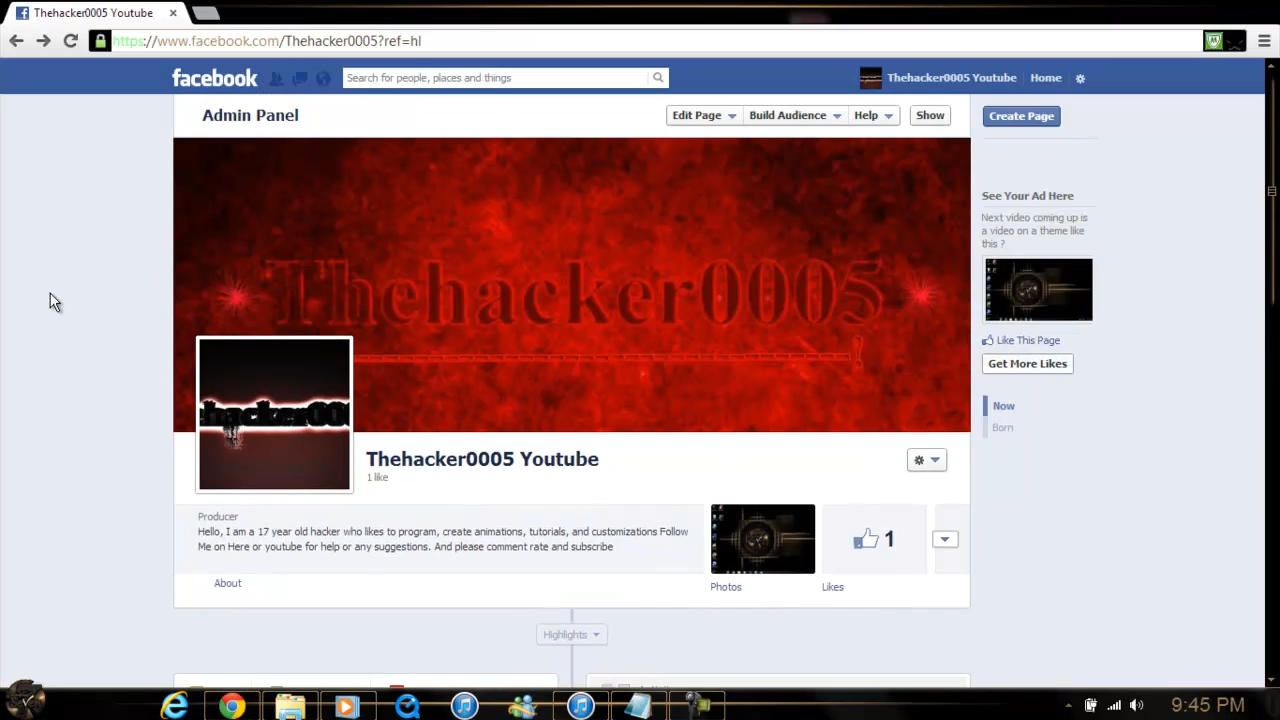 Thehacker0005 Youtube
https://www.facebook.com/Thehacker0005?ref=hl
facebook
Search for people, places and things
Thehacker0005 Youtube
Home
Admin Panel
Edit Page
Build Audience
Help
Show
Create Page
Thehacker0005
See Your Ad Here
Next video coming up is
a video on a theme like
this ?
Like This Page
Get More Likes
Now
Born
hacker000
Thehacker0005 Youtube
1 like
Producer
Hello, I am a 17 year old hacker who likes to program, create animations, tutorials, and customizations Follow
Me on Here or youtube for help or any suggestions. And please comment rate and subscribe
About
1
Photos
Likes
Highlights
9:45 PM